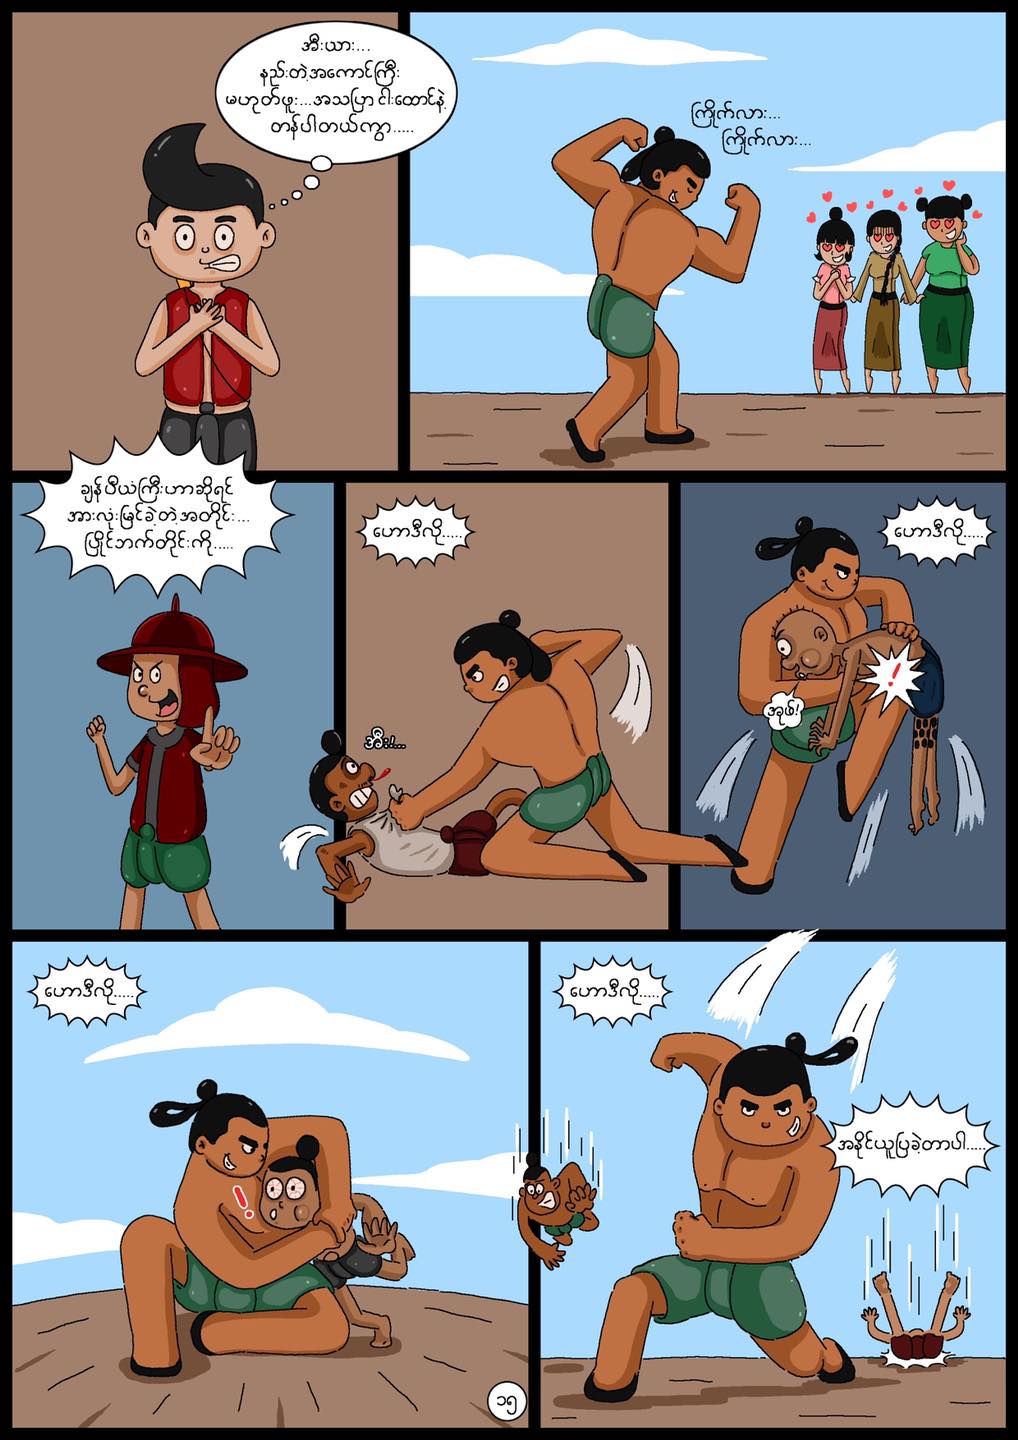 အီးယား...
နည်းတဲ့အကောင်ကြီး
မဟုတ်ဖူး...အသပြာငါးထောင်နဲ့
တန်ပါတယ်ကွာ.....
ကြိုက်လား...
ကြိုက်လား...
ချန်ပီယံကြီးဟာဆိုရင်
အားလုံးမြင်ခဲ့တဲ့အတိုင်း...
ပြိုင်ဘက်တိုင်းကို.....
ဟောဒီလို.....
အီး!...
ဟောဒီလို.....
အုဖ်!
ဟောဒီလို.....
ဟောဒီလို.....
အနိုင်ယူပြခဲ့တာပါ.....
၁၅